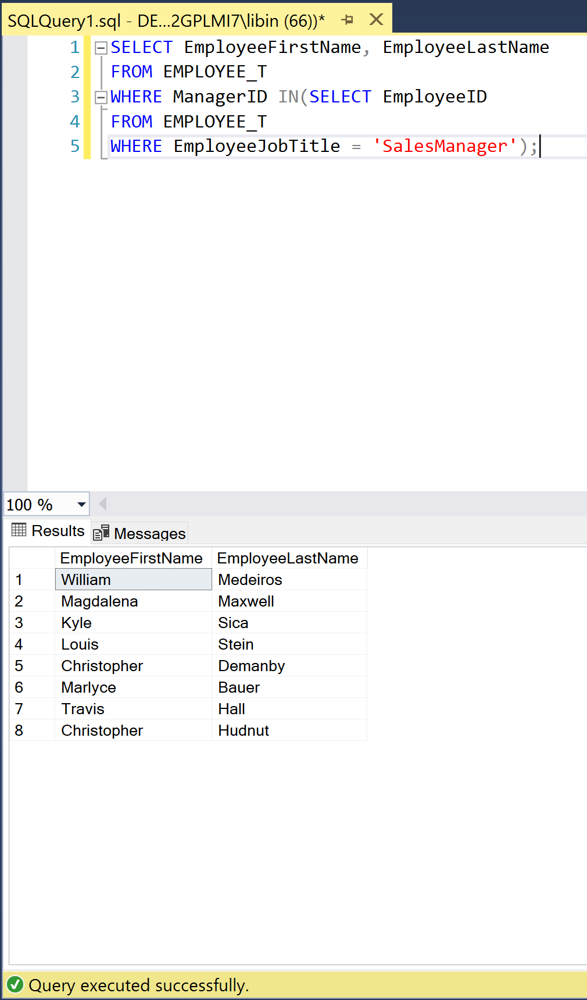 SQLQuery1.sql - DE...2GPLMI7\libin (66))*
1 SELECT EmployeeFirstName, EmployeeLastName
2 FROM EMPLOYEE_T
3 WHERE ManagerID IN(SELECT EmployeeID
4 FROM EMPLOYEE_T
5 WHERE EmployeeJobTitle = 'SalesManager');
100 %
Results Messages
EmployeeFirstName EmployeeLastName
1 William Medeiros
2 Magdalena Maxwell
3 Kyle Sica
4 Louis Stein
5 Christopher Demanby
6 Marlyce Bauer
7 Travis Hall
8 Christopher Hudnut
Query executed successfully.